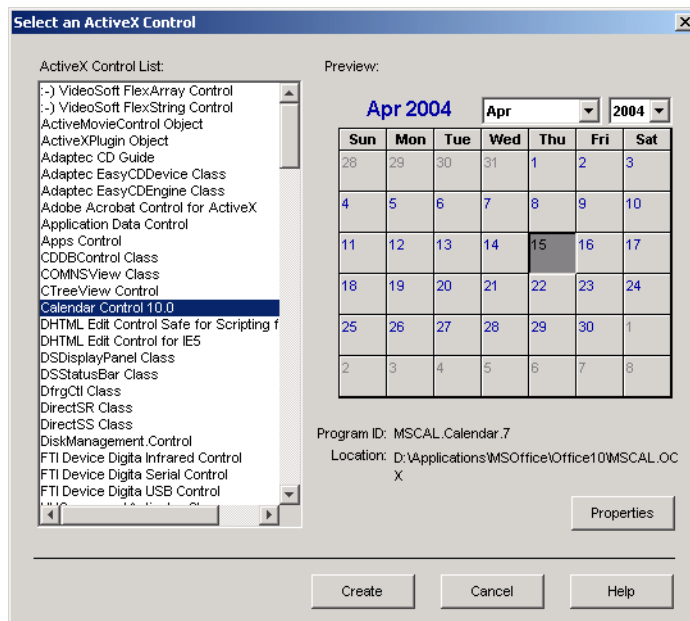 Select an ActiveX Control
ActiveX Control List:
:-) VideoSoft FlexArray Control
:-) VideoSoft FlexString Control
ActiveMovieControl Object
ActiveXPlugin Object
Adaptec CD Guide
Adaptec EasyCDDevice Class
Adaptec EasyCDEngine Class
Adobe Acrobat Control for ActiveX
Application Data Control
Apps Control
CDDBControl Class
COMNSView Class
CTreeView Control
Calendar Control 10.0
DHTML Edit Control Safe for Scripting f
DHTML Edit Control for IE5
DSDisplayPanel Class
DSStatusBar Class
DfrgCtl Class
DirectSR Class
DirectSS Class
DiskManagement.Control
FTI Device Digita Infrared Control
FTI Device Digita Serial Control
FTI Device Digita USB Control
Preview:
Apr 2004 Apr 2004
Sun Mon Tue Wed Thu Fri Sat
28 29 30 31 1 2 3
4 5 6 7 8 9 10
11 12 13 14 15 16 17
18 19 20 21 22 23 24
25 26 27 28 29 30 1
2 3 4 5 6 7 8
Program ID: MSCAL.Calendar.7
Location: D:\Applications\MSOffice\Office10\MSCAL.OC
X
Properties
Create Cancel Help